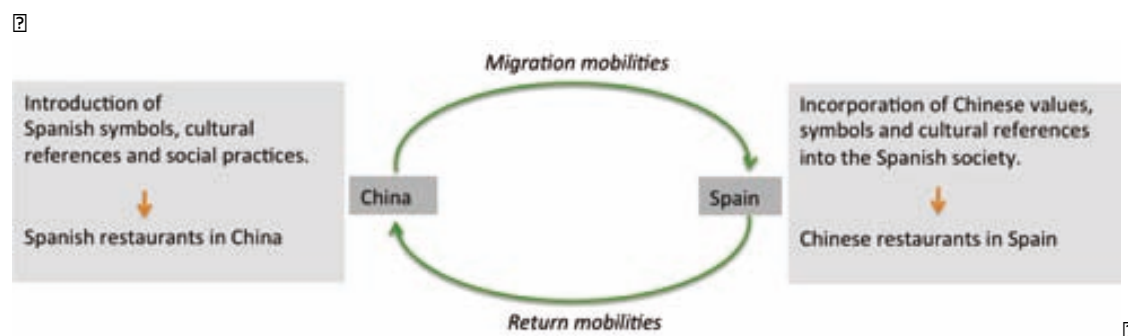 Migration mobilities
Introduction of
Spanish symbols, cultural
references and social practices.
Spanish restaurants in China
China
Spain
Incorporation of Chinese values,
symbols and cultural references
into the Spanish society.
Chinese restaurants in Spain
Return mobilities